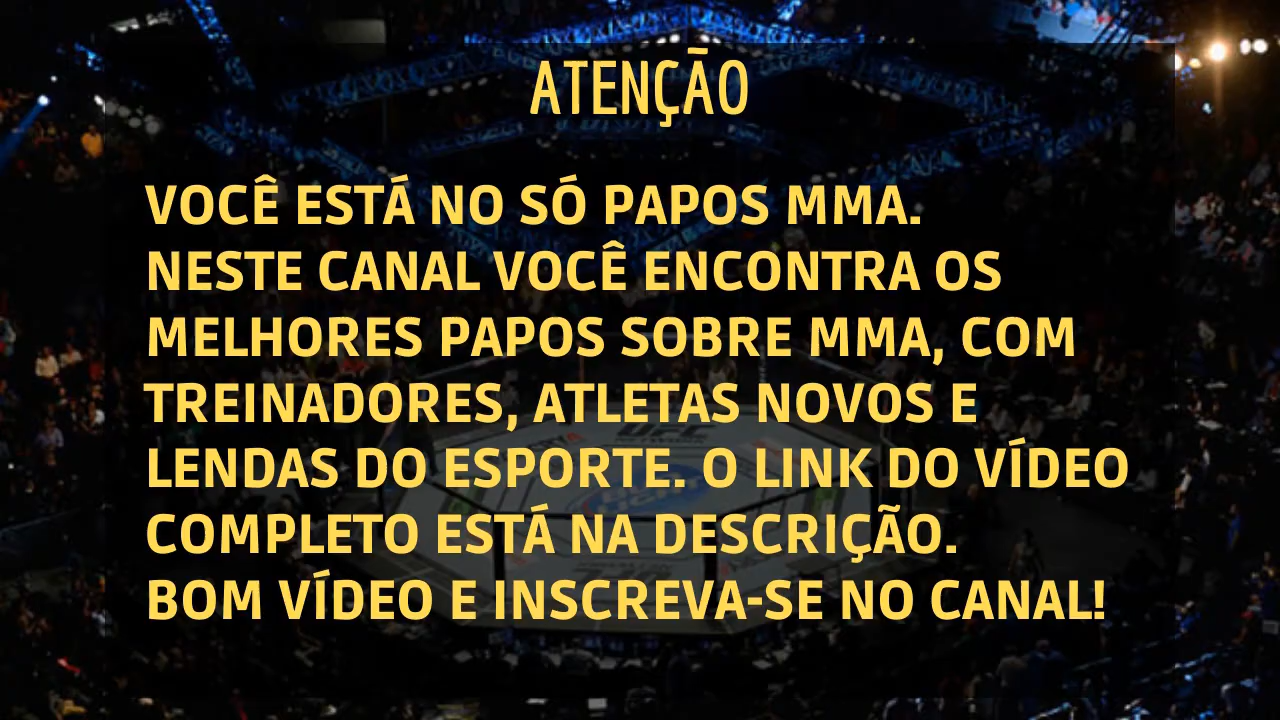 ATENÇÃO
VOCÊ ESTÁ NO SÓ PAPOS MMA.
NESTE CANAL VOCÊ ENCONTRA OS
MELHORES PAPOS SOBRE MMA, COM
TREINADORES, ATLETAS NOVOS E
LENDAS DO ESPORTE. O LINK DO VÍDEO
COMPLETO ESTÁ NA DESCRIÇÃO.
BOM VÍDEO E INSCREVA-SE NO CANAL!